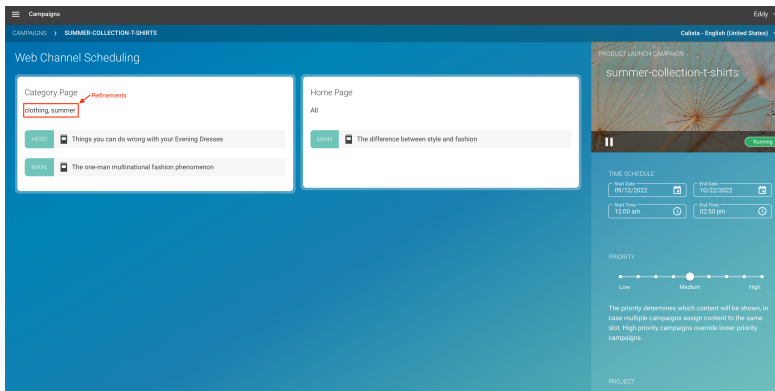 Campaigns
Eddy
CAMPAIGNS › SUMMER-COLLECTION-T-SHIRTS
Calista - English (United States)
Web Channel Scheduling
Category Page
Refinements
clothing, summer
HERO Things you can do wrong with your Evening Dresses
MAIN The one-man multinational fashion phenomenon
Home Page
All
MAIN The difference between style and fashion
PRODUCT LAUNCH CAMPAIGN
summer-collection-t-shirts
Running
TIME SCHEDULE
Start Date
09/12/2022
End Date
10/22/2022
Start Time
12:00 am
End Time
02:50 pm
PRIORITY
Low Medium High
The priority determines which content will be shown, in
case multiple campaigns assign content to the same
slot. High priority campaigns override lower priority
campaigns.
PROJECT